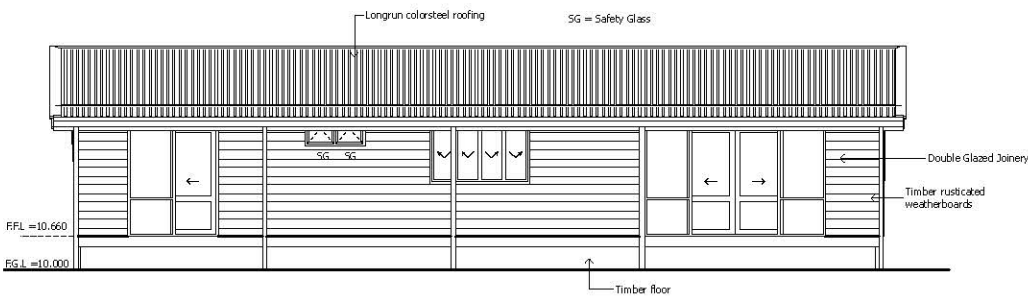 Longrun colorsteel roofing
SG = Safety Glass
SG SG
Double Glazed Joinery
Timber rusticated
weatherboards
F.F.L =10.660
F.G.L =10.000
Timber floor